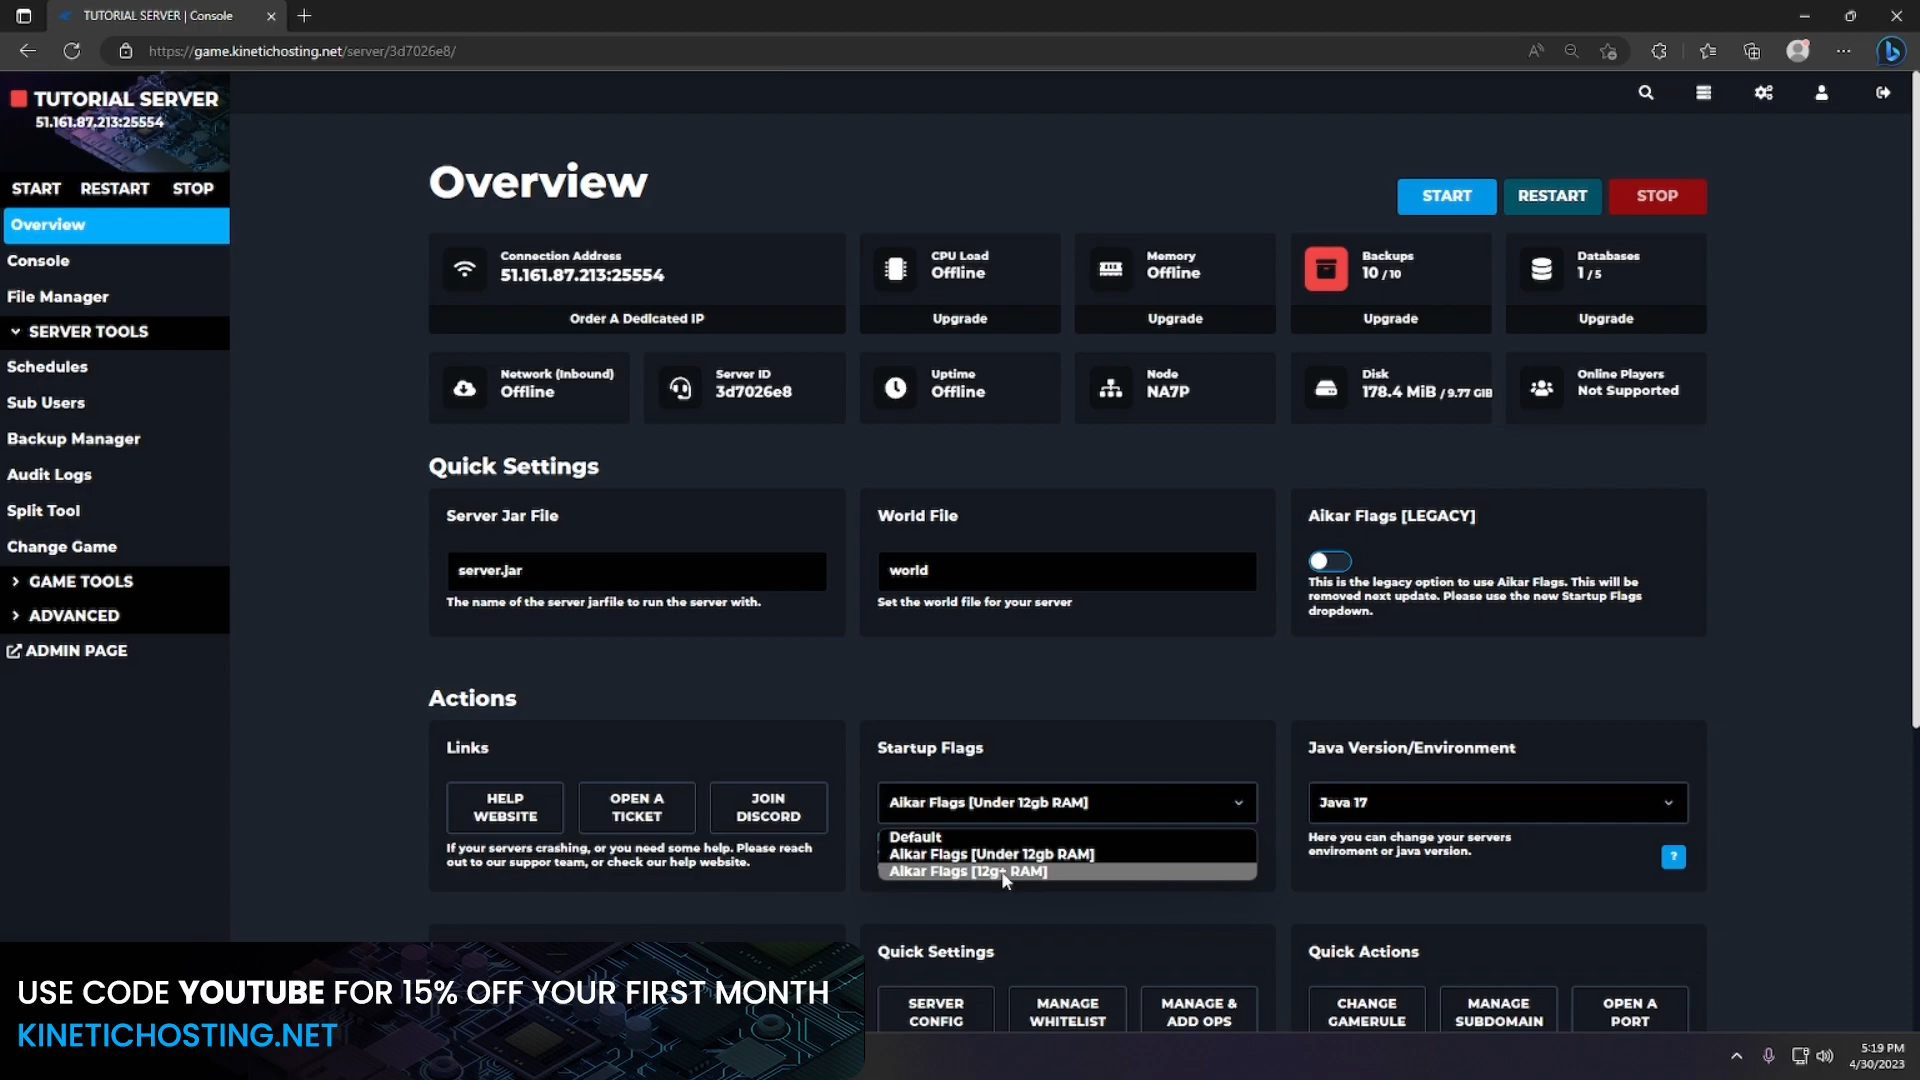 TUTORIAL SERVER | Console
https://game.kinetichosting.net/server/3d7026e8/
TUTORIAL SERVER
51.161.87.213:25554
START RESTART STOP
Overview
Console
File Manager
SERVER TOOLS
Schedules
Sub Users
Backup Manager
Audit Logs
Split Tool
Change Game
GAME TOOLS
ADVANCED
ADMIN PAGE
Overview
START RESTART STOP
Connection Address
51.161.87.213:25554
Order A Dedicated IP
CPU Load
Offline
Upgrade
Memory
Offline
Upgrade
Backups
10 / 10
Upgrade
Databases
1 / 5
Upgrade
Network (Inbound)
Offline
Server ID
3d7026e8
Uptime
Offline
Node
NA7P
Disk
178.4 MiB / 9.77 GIB
Online Players
Not Supported
Quick Settings
Server Jar File
server.jar
The name of the server jarfile to run the server with.
World File
world
Set the world file for your server
Aikar Flags [LEGACY]
This is the legacy option to use Aikar Flags. This will be
removed next update. Please use the new Startup Flags
dropdown.
Actions
Links
HELP
WEBSITE
OPEN A
TICKET
JOIN
DISCORD
If your servers crashing, or you need some help. Please reach
out to our suppor team, or check our help website.
Startup Flags
Aikar Flags [Under 12gb RAM]
Default
Aikar Flags [Under 12gb RAM]
Aikar Flags RAM]
Java Version/Environment
Java 17
Here you can change your servers
enviroment or java version.
?
Quick Settings
SERVER
CONFIG
MANAGE
WHITELIST
MANAGE &
ADD OPS
Quick Actions
CHANGE
GAMERULE
MANAGE
SUBDOMAIN
OPEN A
PORT
USE CODE YOUTUBE FOR 15% OFF YOUR FIRST MONTH
KINETICHOSTING.NET
5:19 PM
4/30/2023